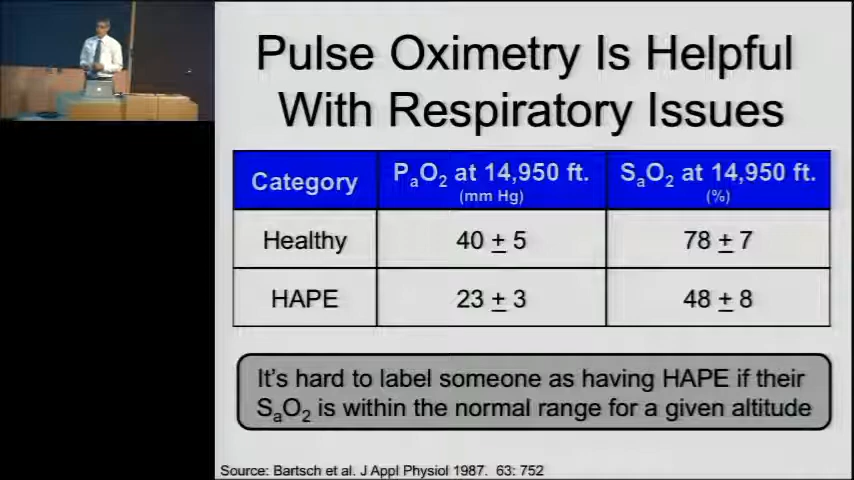 Pulse Oximetry Is Helpful
With Respiratory Issues
Category PaO2 at 14,950 ft. (mm Hg) SaO2 at 14,950 ft. (%)
Healthy 40 ± 5 78 ± 7
HAPE 23 ± 3 48 ± 8
It's hard to label someone as having HAPE if their
SaO2 is within the normal range for a given altitude
Source: Bartsch et al. J Appl Physiol 1987. 63: 752